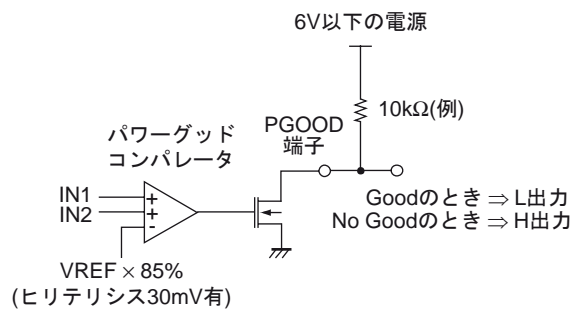 6V以下の電源
10kΩ(例)
パワーグッド
コンパレータ
PGOOD
端子
IN1
IN2
+
+
-
Goodのとき ⇒ L出力
No Goodのとき ⇒ H出力
VREF × 85%
(ヒリテリシス30mV有)